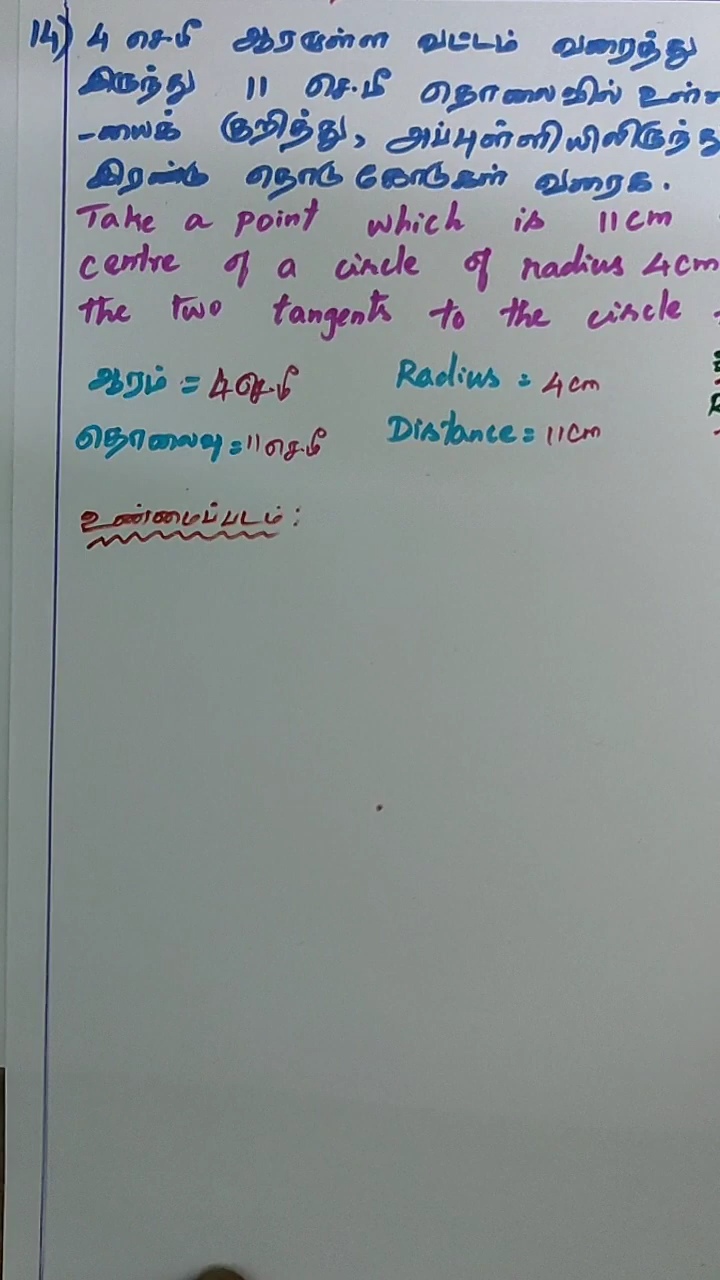 14) 4 செ.மீ ஆரமுள்ள வட்டம் வரைந்து
இருந்து 11 செ.மீ தொலைவில் உள்ள
-யைக் குறித்து, அப்புள்ளியிலிருந்து
இரண்டு தொடுகோடுகள் வரைக.
Take a point which is 11cm
centre of a circle of radius 4cm
the two tangents to the circle
ஆரம் = 4செ.மீ Radius = 4cm
தொலைவு = 11செ.மீ Distance = 11cm
உண்மைப்படம் :